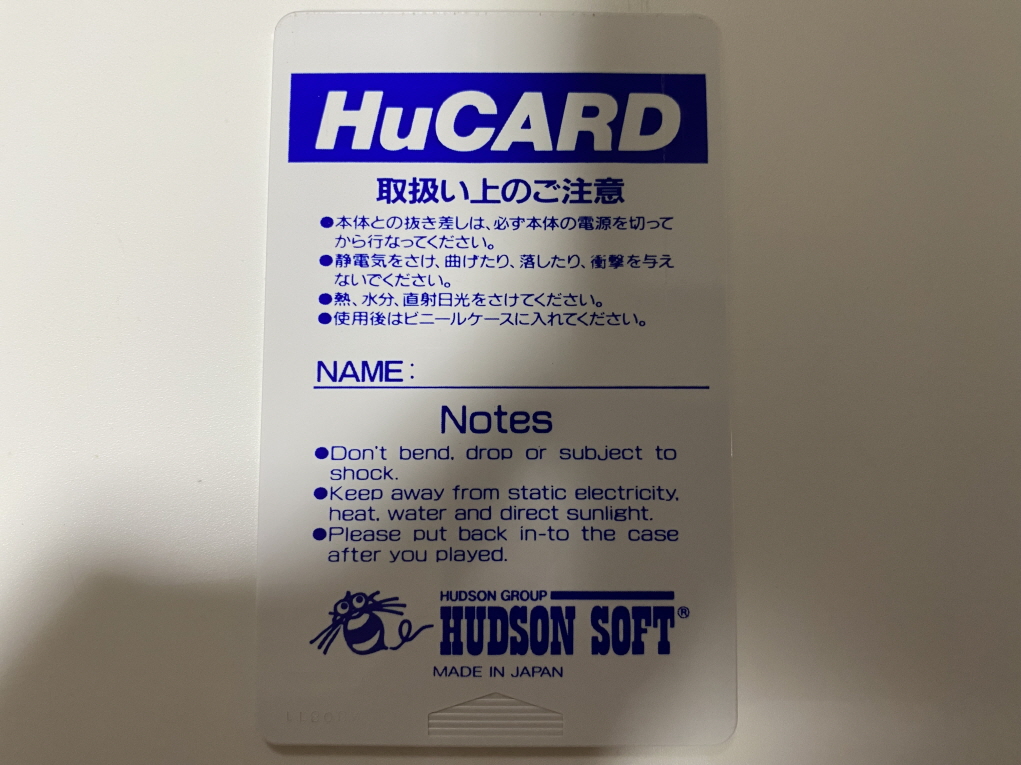 HuCARD
取扱い上のご注意
●本体との抜き差しは、必ず本体の電源を切って
から行なってください。
●静電気をさけ、曲げたり、落したり、衝撃を与え
ないでください。
●熱、水分、直射日光をさけてください。
●使用後はビニールケースに入れてください。
NAME:
Notes
●Don't bend, drop or subject to
shock.
●Keep away from static electricity,
heat, water and direct sunlight.
●Please put back in-to the case
after you played.
HUDSON GROUP
HUDSON SOFT®
MADE IN JAPAN